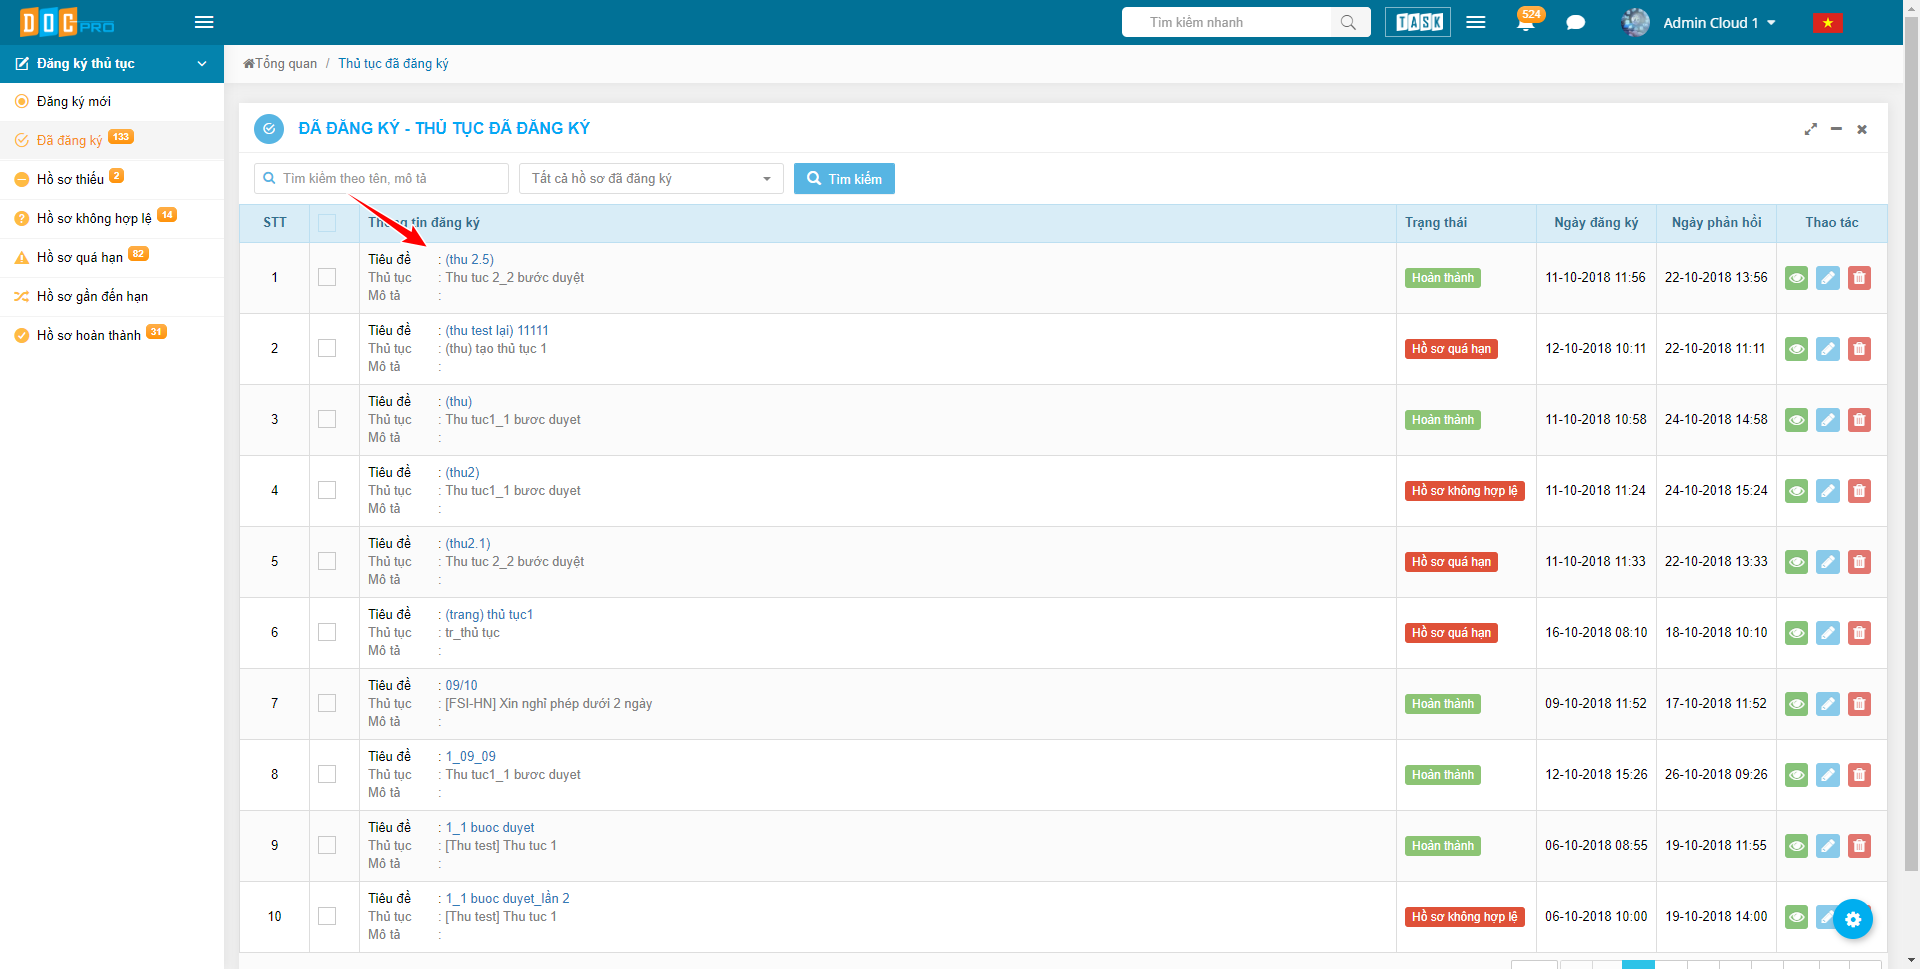 DOC PRO
Tìm kiếm nhanh
TASK
524
Admin Cloud 1
Đăng ký thủ tục
Tổng quan / Thủ tục đã đăng ký
Đăng ký mới
Đã đăng ký 133
Hồ sơ thiếu 2
Hồ sơ không hợp lệ 14
Hồ sơ quá hạn 82
Hồ sơ gần đến hạn
Hồ sơ hoàn thành 31
ĐÃ ĐĂNG KÝ - THỦ TỤC ĐÃ ĐĂNG KÝ
Tìm kiếm theo tên, mô tả
Tất cả hồ sơ đã đăng ký
Tìm kiếm
STT
tin đăng ký
Trạng thái
Ngày đăng ký
Ngày phản hồi
Thao tác
1
Tiêu đề : (thu 2.5)
Thủ tục : Thu tuc 2_2 bước duyệt
Mô tả :
Hoàn thành
11-10-2018 11:56
22-10-2018 13:56
2
Tiêu đề : (thu test lại) 11111
Thủ tục : (thu) tạo thủ tục 1
Mô tả :
Hồ sơ quá hạn
12-10-2018 10:11
22-10-2018 11:11
3
Tiêu đề : (thu)
Thủ tục : Thu tuc1_1 bươc duyet
Mô tả :
Hoàn thành
11-10-2018 10:58
24-10-2018 14:58
4
Tiêu đề : (thu2)
Thủ tục : Thu tuc1_1 bươc duyet
Mô tả :
Hồ sơ không hợp lệ
11-10-2018 11:24
24-10-2018 15:24
5
Tiêu đề : (thu2.1)
Thủ tục : Thu tuc 2_2 bước duyệt
Mô tả :
Hồ sơ quá hạn
11-10-2018 11:33
22-10-2018 13:33
6
Tiêu đề : (trang) thủ tục1
Thủ tục : tr_thủ tục
Mô tả :
Hồ sơ quá hạn
16-10-2018 08:10
18-10-2018 10:10
7
Tiêu đề : 09/10
Thủ tục : [FSI-HN] Xin nghỉ phép dưới 2 ngày
Mô tả :
Hoàn thành
09-10-2018 11:52
17-10-2018 11:52
8
Tiêu đề : 1_09_09
Thủ tục : Thu tuc1_1 bươc duyet
Mô tả :
Hoàn thành
12-10-2018 15:26
26-10-2018 09:26
9
Tiêu đề : 1_1 buoc duyet
Thủ tục : [Thu test] Thu tuc 1
Mô tả :
Hoàn thành
06-10-2018 08:55
19-10-2018 11:55
10
Tiêu đề : 1_1 buoc duyet_lần 2
Thủ tục : [Thu test] Thu tuc 1
Mô tả :
Hồ sơ không hợp lệ
06-10-2018 10:00
19-10-2018 14:00